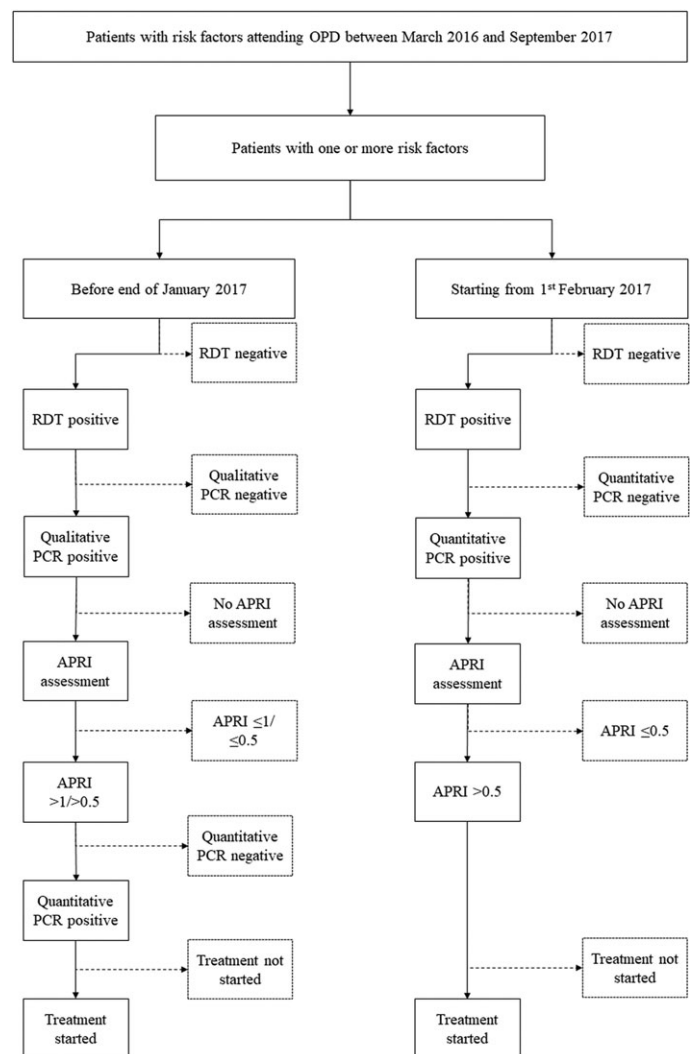 Patients with risk factors attending OPD between March 2016 and September 2017
Patients with one or more risk factors
Before end of January 2017
RDT negative
RDT positive
Qualitative
PCR negative
Qualitative
PCR positive
No APRI
assessment
APRI
assessment
APRI ≤1/
≤0.5
APRI
>1/>0.5
Quantitative
PCR negative
Quantitative
PCR positive
Treatment not
started
Treatment
started
Starting from 1st February 2017
RDT negative
RDT positive
Quantitative
PCR negative
Quantitative
PCR positive
No APRI
assessment
APRI
assessment
APRI ≤0.5
APRI >0.5
Treatment not
started
Treatment
started